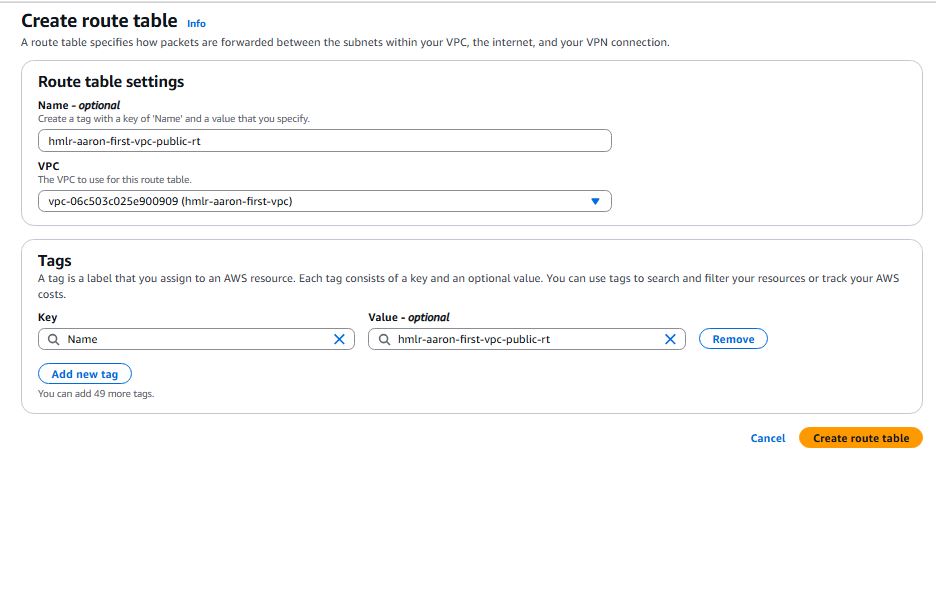 Create route table Info
A route table specifies how packets are forwarded between the subnets within your VPC, the internet, and your VPN connection.
Route table settings
Name - optional
Create a tag with a key of 'Name' and a value that you specify.
hmlr-aaron-first-vpc-public-rt
VPC
The VPC to use for this route table.
vpc-06c503c025e900909 (hmlr-aaron-first-vpc)
Tags
A tag is a label that you assign to an AWS resource. Each tag consists of a key and an optional value. You can use tags to search and filter your resources or track your AWS
costs.
Key Value - optional
Name hmlr-aaron-first-vpc-public-rt Remove
Add new tag
You can add 49 more tags.
Cancel Create route table